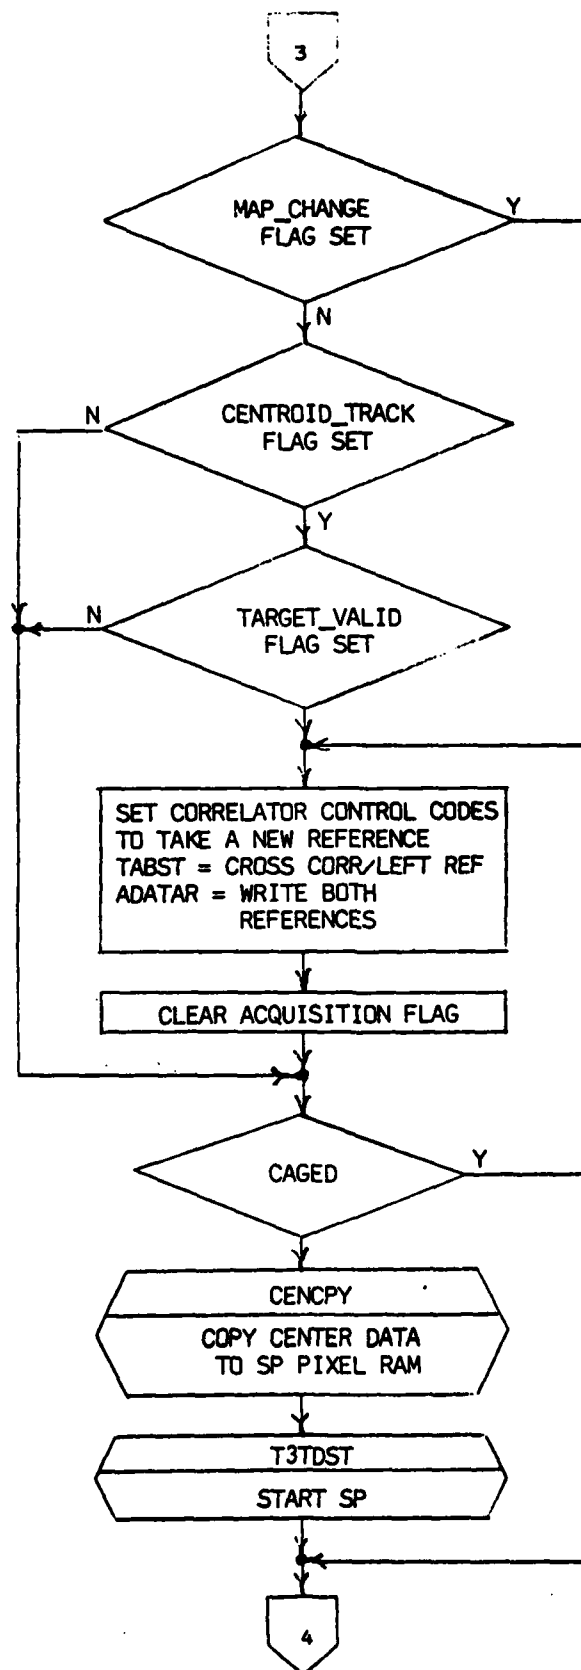 3
MAP_CHANGE
FLAG SET
Y
N
CENTROID_TRACK
FLAG SET
N
Y
TARGET_VALID
FLAG SET
N
SET CORRELATOR CONTROL CODES
TO TAKE A NEW REFERENCE
TABST = CROSS CORR/LEFT REF
ADATAR = WRITE BOTH
REFERENCES
CLEAR ACQUISITION FLAG
CAGED
Y
CENCPY
COPY CENTER DATA
TO SP PIXEL RAM
T3TDST
START SP
4